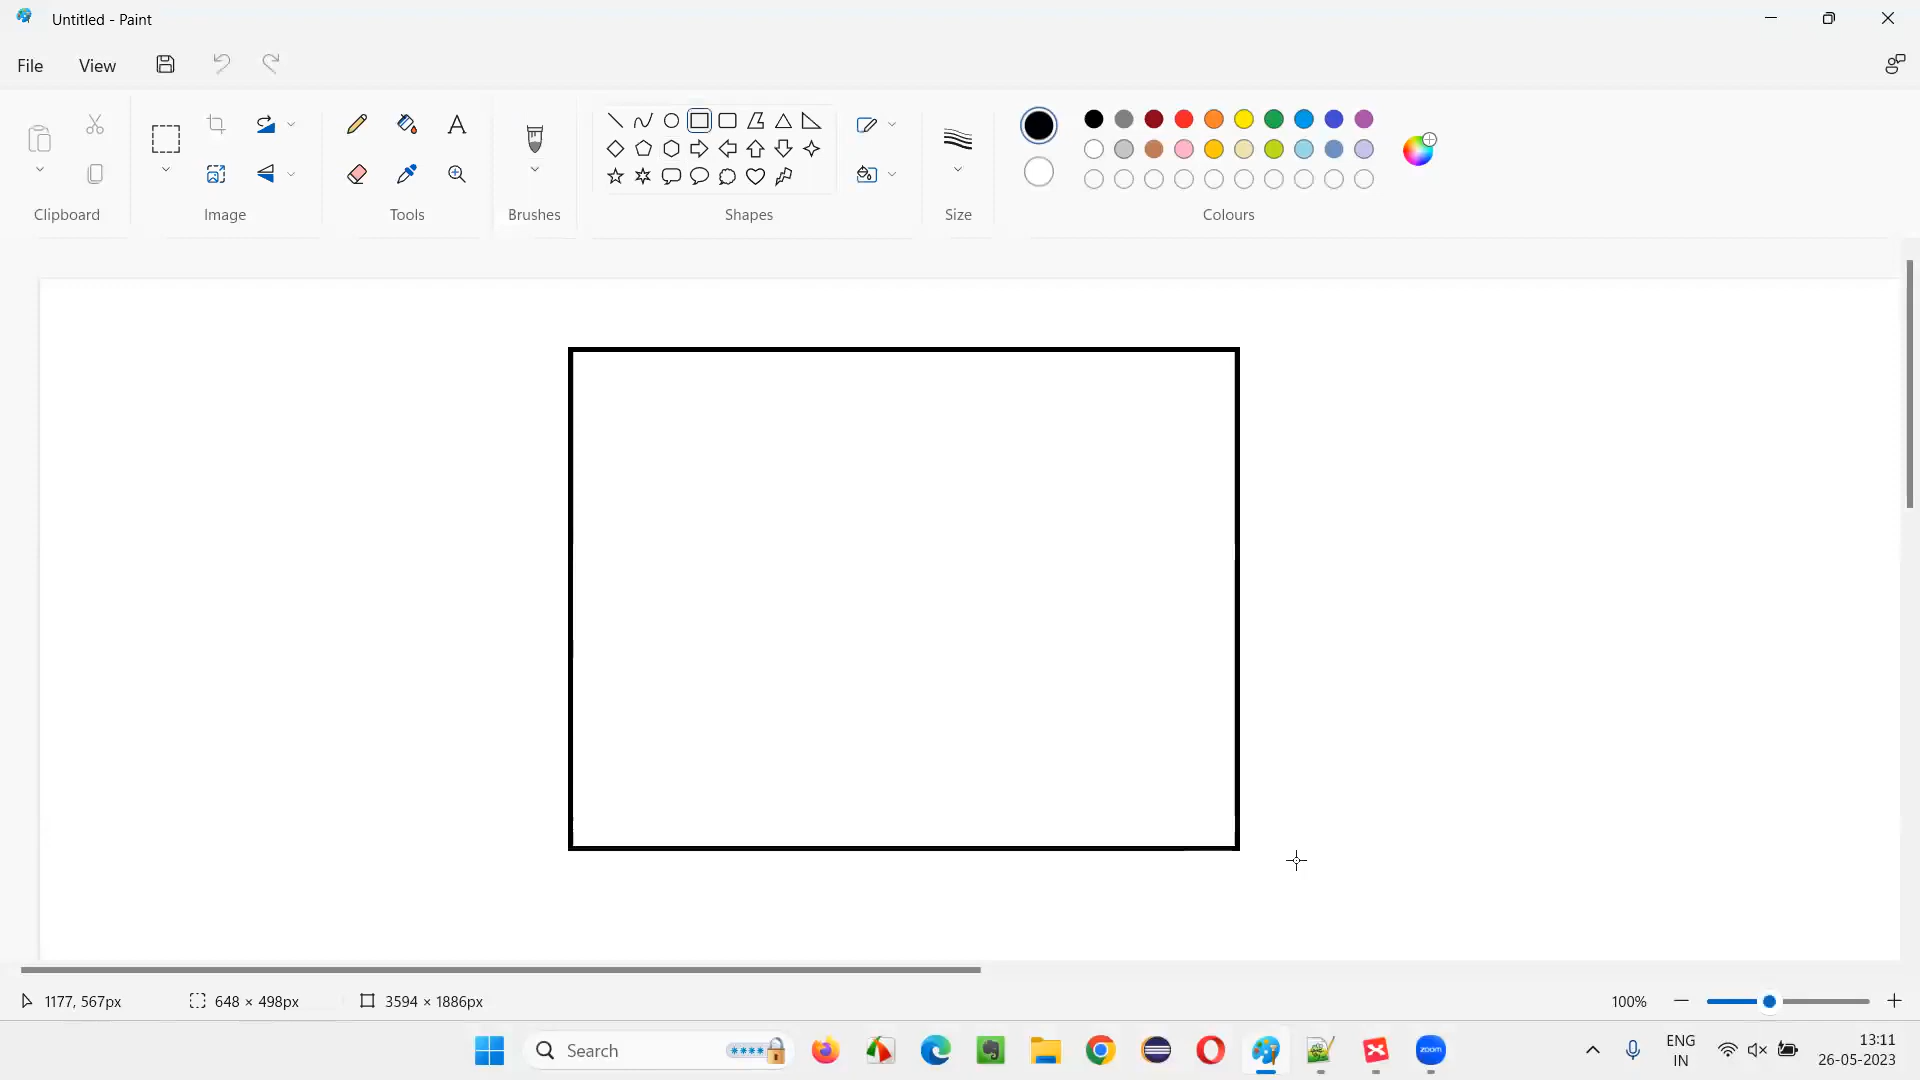 Untitled - Paint
File View
Clipboard
Image
Tools
Brushes
Shapes
Size
Colours
1177, 567px
648 × 498px
3594 × 1886px
100%
Search
zoom
ENG
IN
13:11
26-05-2023